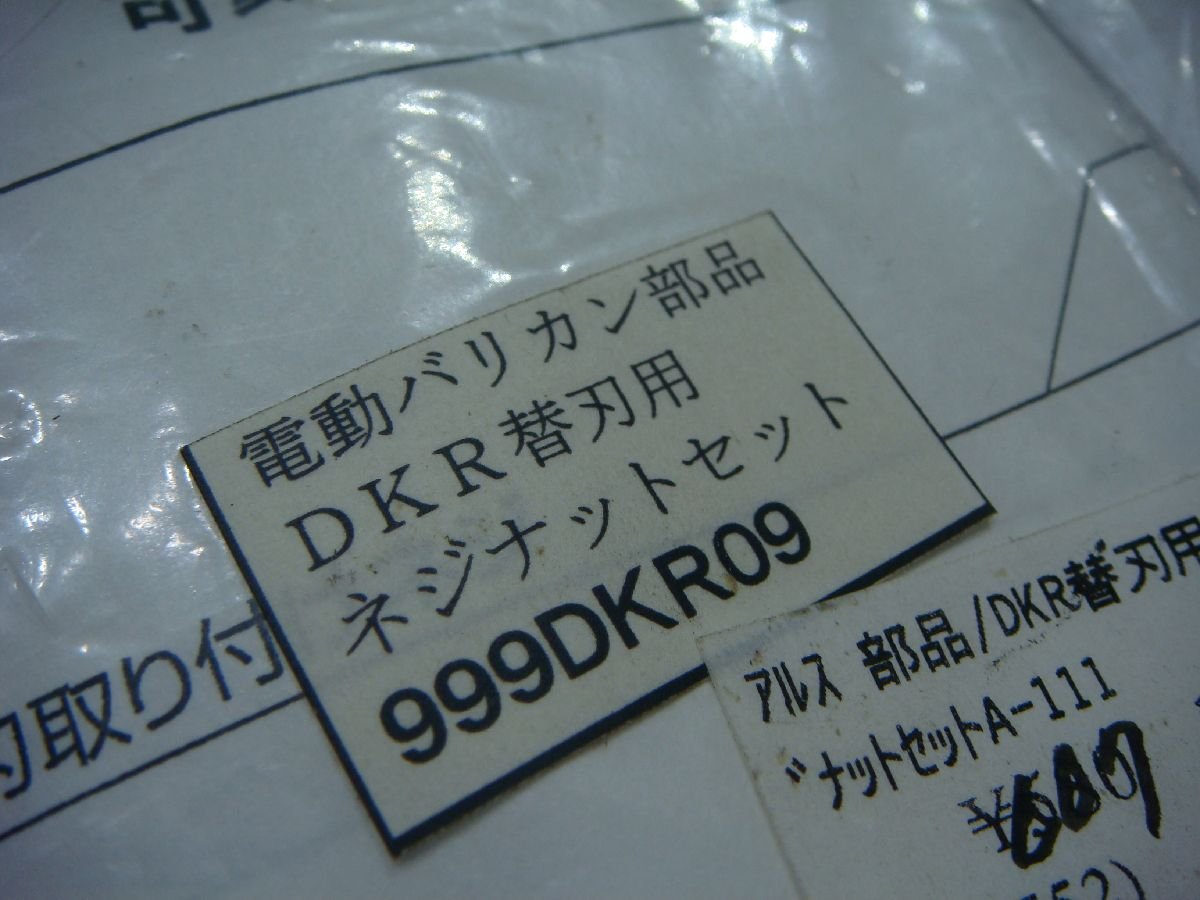 電動バリカン部品
DKR替刃用
ネジナットセット
999DKR09
取り付
アルス 部品/DKR替刃用
ナットセットA-111